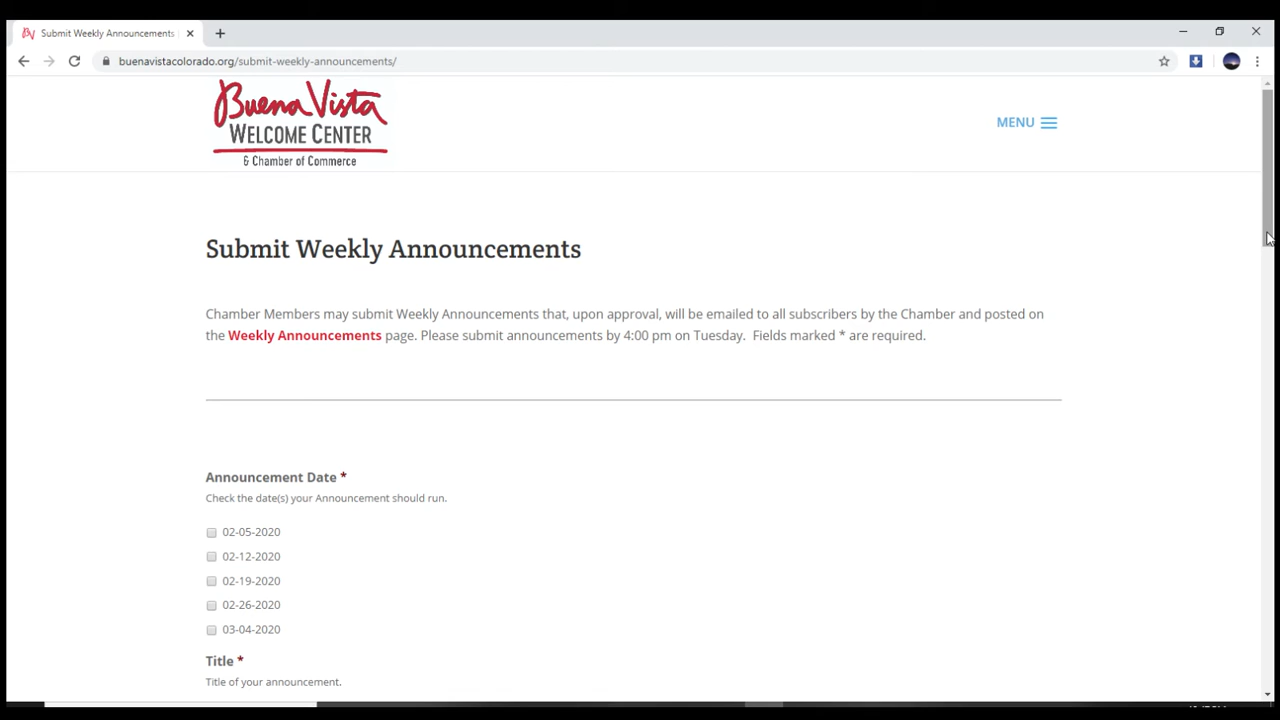 Submit Weekly Announcements
buenavistacolorado.org/submit-weekly-announcements/
Buena Vista
WELCOME CENTER
& Chamber of Commerce
MENU
Submit Weekly Announcements
Chamber Members may submit Weekly Announcements that, upon approval, will be emailed to all subscribers by the Chamber and posted on
the Weekly Announcements page. Please submit announcements by 4:00 pm on Tuesday.  Fields marked * are required.
Announcement Date *
Check the date(s) your Announcement should run.
02-05-2020
02-12-2020
02-19-2020
02-26-2020
03-04-2020
Title *
Title of your announcement.